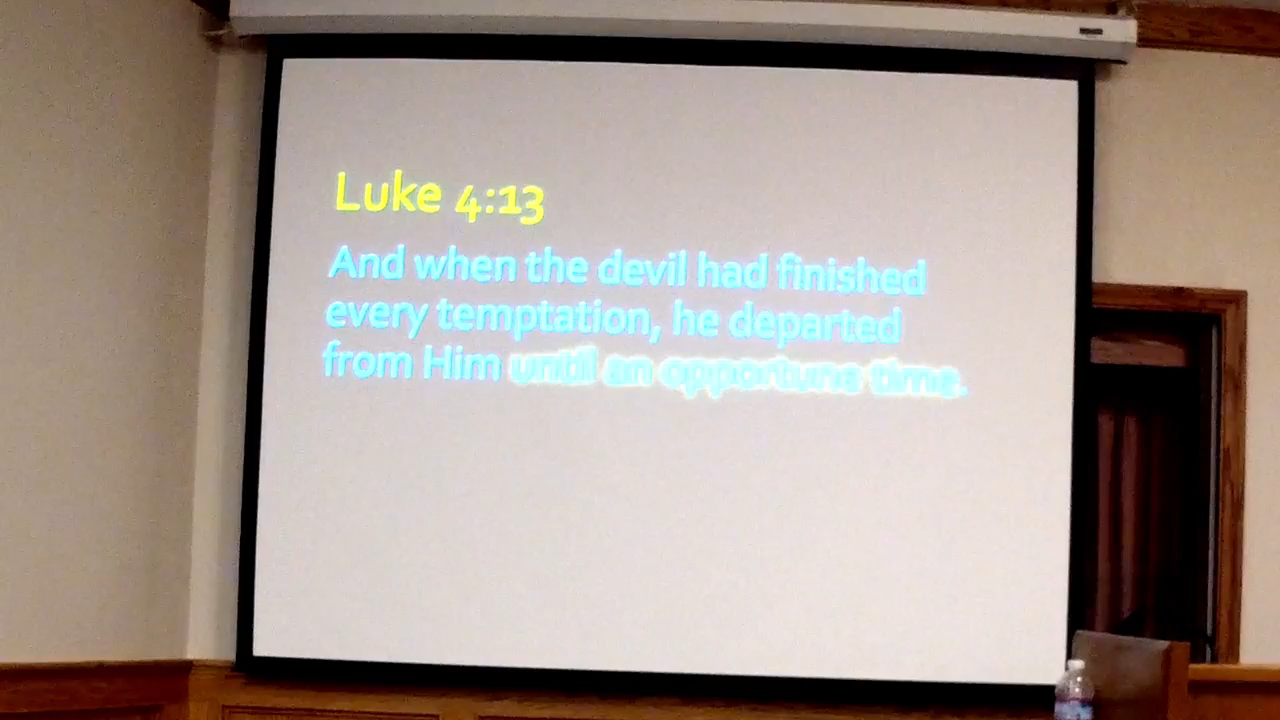 Luke 4:13
And when the devil had finished
every temptation, he departed
from Him until an opportune time.